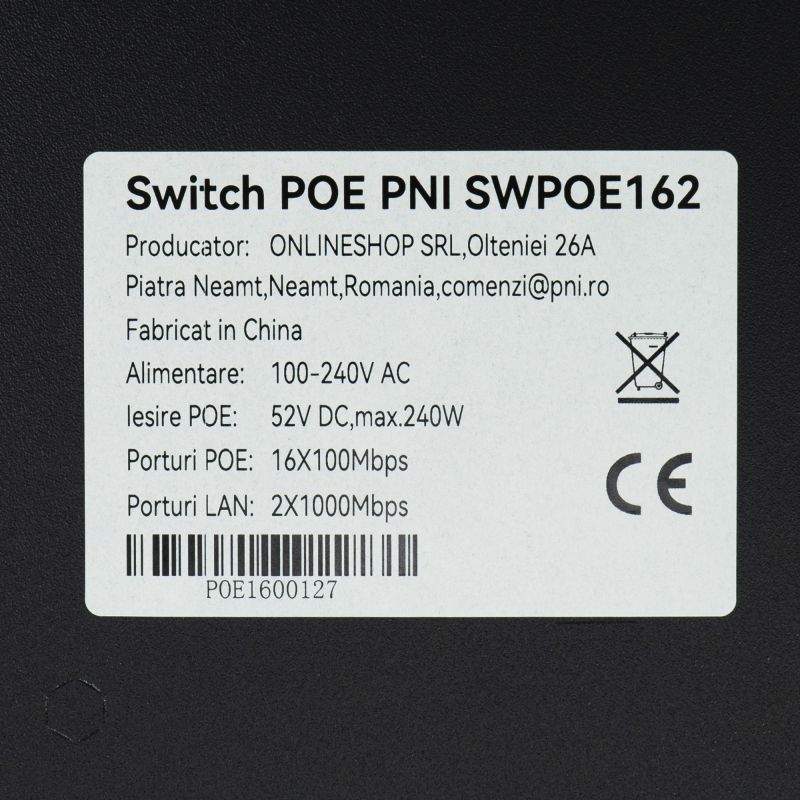 Switch POE PNI SWPOE162
Producator: ONLINESHOP SRL,Olteniei 26A
Piatra Neamt,Neamt,Romania,comenzi@pni.ro
Fabricat in China
Alimentare: 100-240V AC
Iesire POE: 52V DC,max.240W
Porturi POE: 16X100Mbps
Porturi LAN: 2X1000Mbps
CE
POE1600127